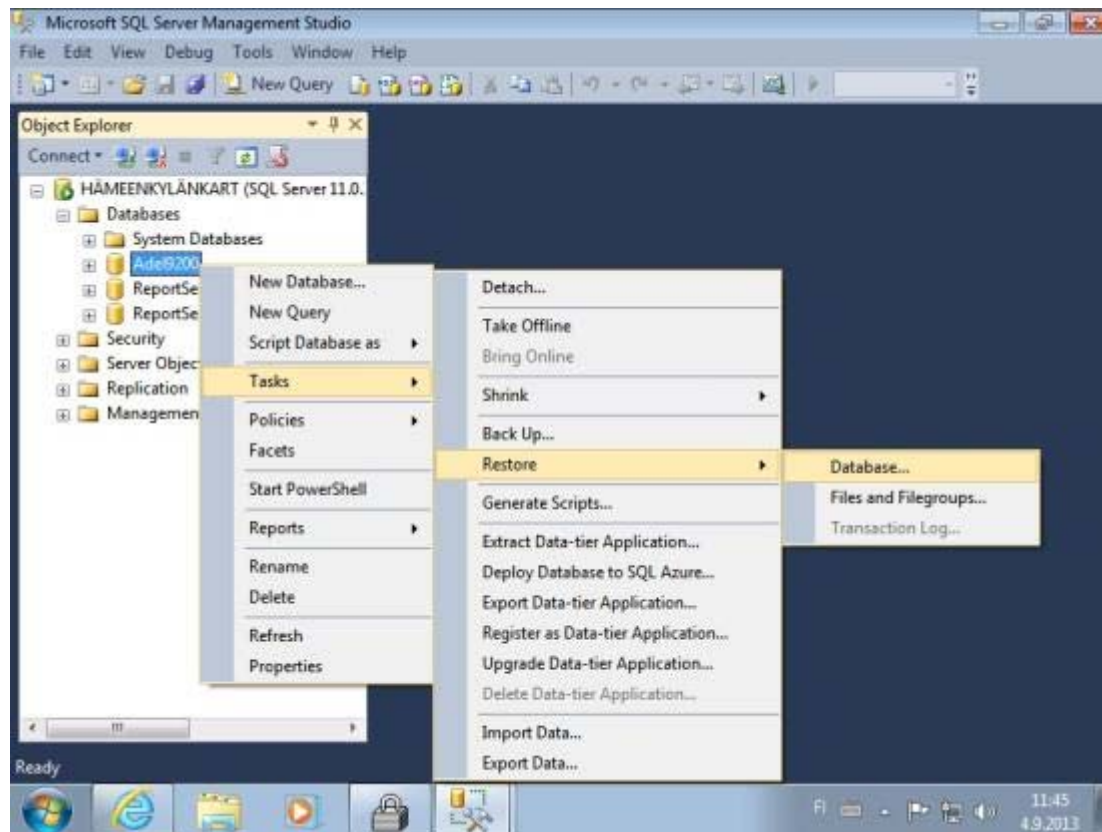 Microsoft SQL Server Management Studio
File Edit View Debug Tools Window Help
New Query
Object Explorer
Connect
HÄMEENKYLÄNKART (SQL Server 11.0.
Databases
System Databases
Adel9200
ReportSe
ReportSe
Security
Server Objec
Replication
Managemen
New Database...
New Query
Script Database as
Tasks
Policies
Facets
Start PowerShell
Reports
Rename
Delete
Refresh
Properties
Detach...
Take Offline
Bring Online
Shrink
Back Up...
Restore
Generate Scripts...
Extract Data-tier Application...
Deploy Database to SQL Azure...
Export Data-tier Application...
Register as Data-tier Application...
Upgrade Data-tier Application...
Delete Data-tier Application...
Import Data...
Export Data...
Database...
Files and Filegroups...
Transaction Log...
Ready
FI
11:45
4.9.2013